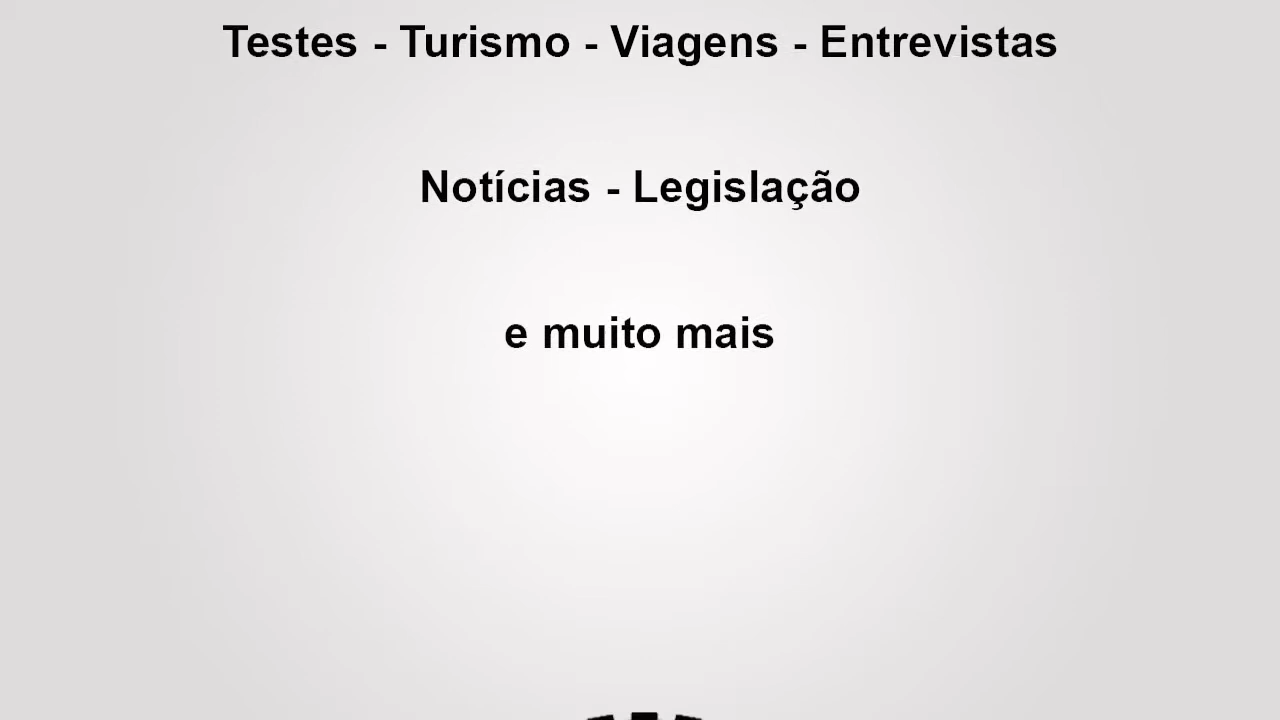 Testes - Turismo - Viagens - Entrevistas
Notícias - Legislação
e muito mais